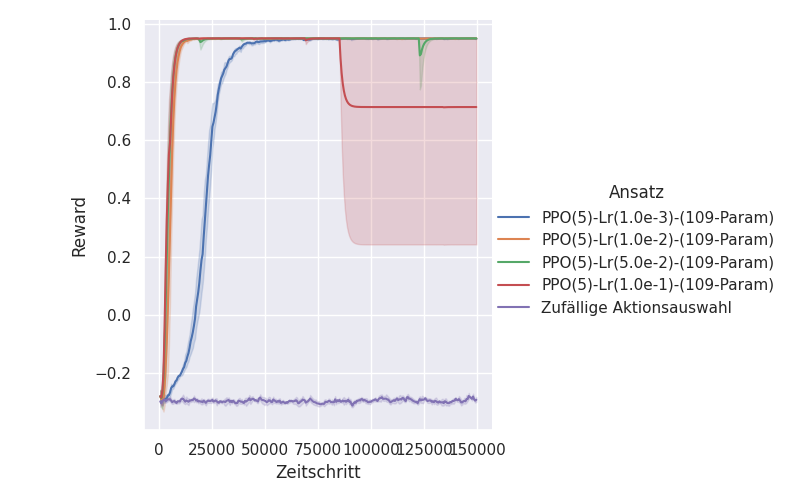 1.0
0.8
0.6
0.4
0.2
0.0
−0.2
Reward
0 25000 50000 75000 100000 125000 150000
Zeitschritt
Ansatz
PPO(5)-Lr(1.0e-3)-(109-Param)
PPO(5)-Lr(1.0e-2)-(109-Param)
PPO(5)-Lr(5.0e-2)-(109-Param)
PPO(5)-Lr(1.0e-1)-(109-Param)
Zufällige Aktionsauswahl